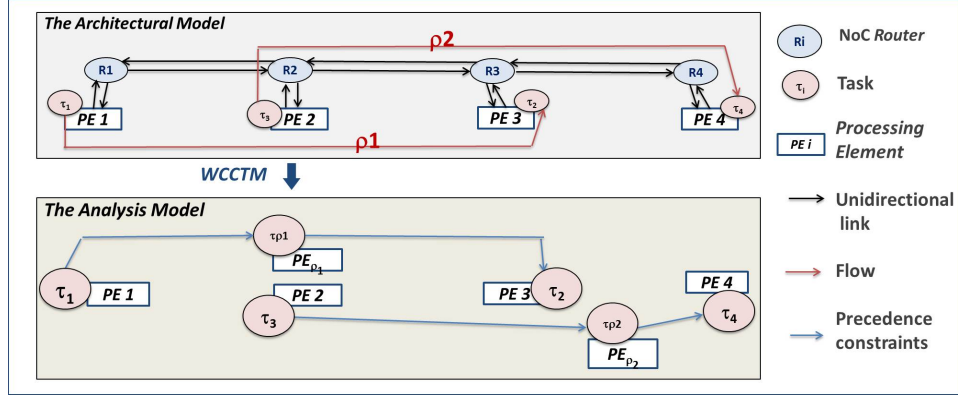 The Architectural Model
ρ2
R1
R2
R3
R4
τ1
PE 1
τ3
PE 2
PE 3
τ2
PE 4
τ4
ρ1
WCCTM
The Analysis Model
τρ1
PEρ1
τ1
PE 1
PE 2
τ3
PE 3
τ2
PE 4
τ4
τρ2
PEρ2
Ri
NoC Router
τi
Task
PE i
Processing
Element
Unidirectional
link
Flow
Precedence
constraints